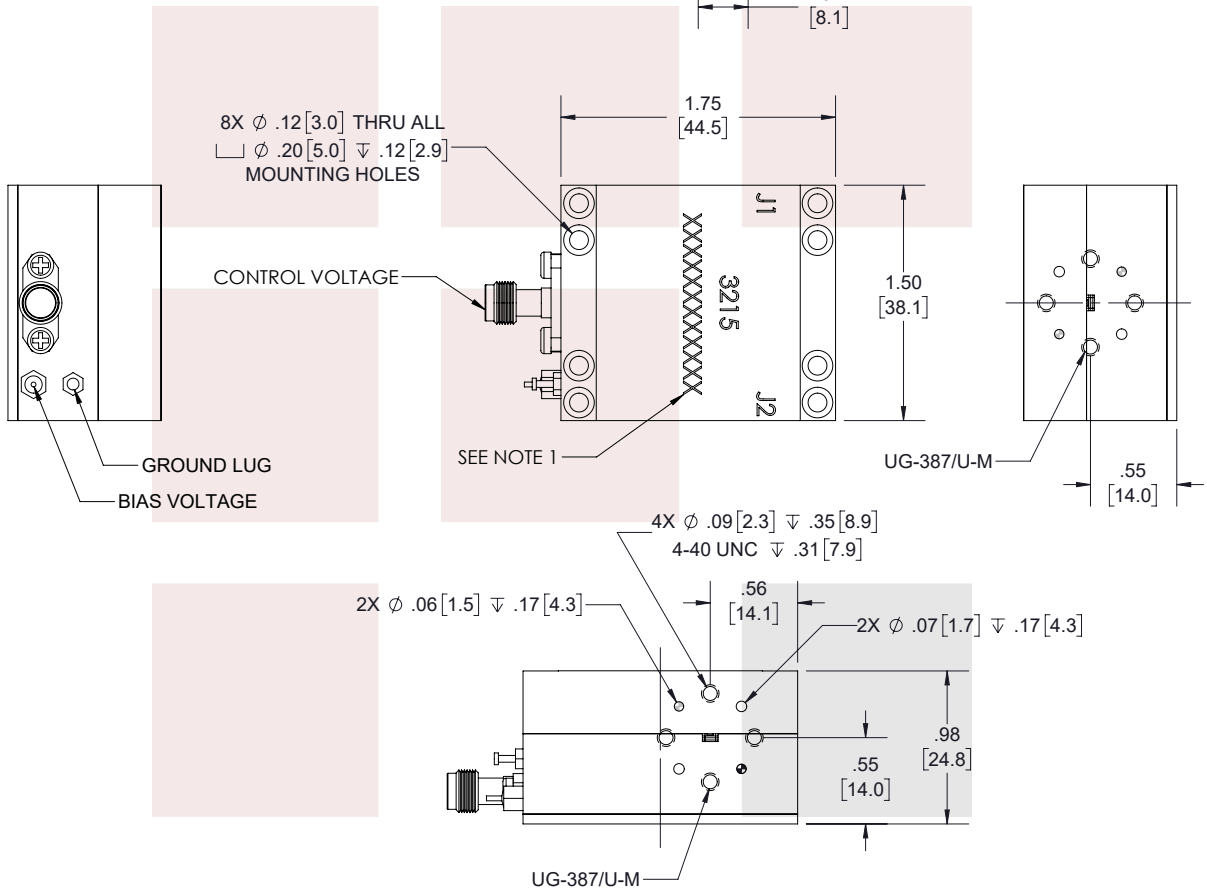 [8.1]
1.75
[44.5]
8X ⌀ .12[3.0] THRU ALL
⌴ ⌀ .20[5.0] ↧ .12[2.9]
MOUNTING HOLES
J1
CONTROL VOLTAGE
XXXXXXXXXXXXX
3215
1.50
[38.1]
J2
SEE NOTE 1
GROUND LUG
BIAS VOLTAGE
UG-387/U-M
.55
[14.0]
4X ⌀ .09[2.3] ↧ .35[8.9]
4-40 UNC ↧ .31[7.9]
.56
[14.1]
2X ⌀ .06[1.5] ↧ .17[4.3]
2X ⌀ .07[1.7] ↧ .17[4.3]
.98
[24.8]
.55
[14.0]
UG-387/U-M